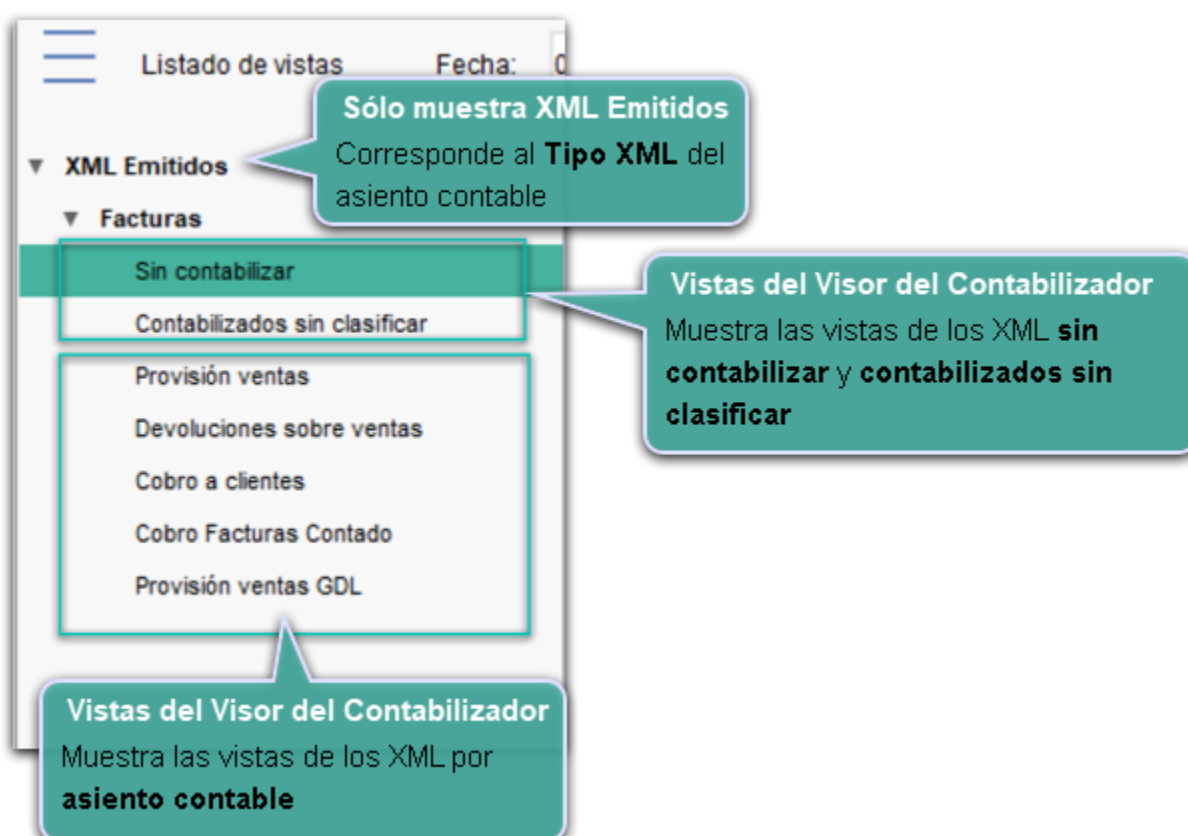 Listado de vistas Fecha: 0
Sólo muestra XML Emitidos
Corresponde al Tipo XML del
asiento contable
▼ XML Emitidos
▼ Facturas
Sin contabilizar
Contabilizados sin clasificar
Vistas del Visor del Contabilizador
Muestra las vistas de los XML sin
contabilizar y contabilizados sin
clasificar
Provisión ventas
Devoluciones sobre ventas
Cobro a clientes
Cobro Facturas Contado
Provisión ventas GDL
Vistas del Visor del Contabilizador
Muestra las vistas de los XML por
asiento contable